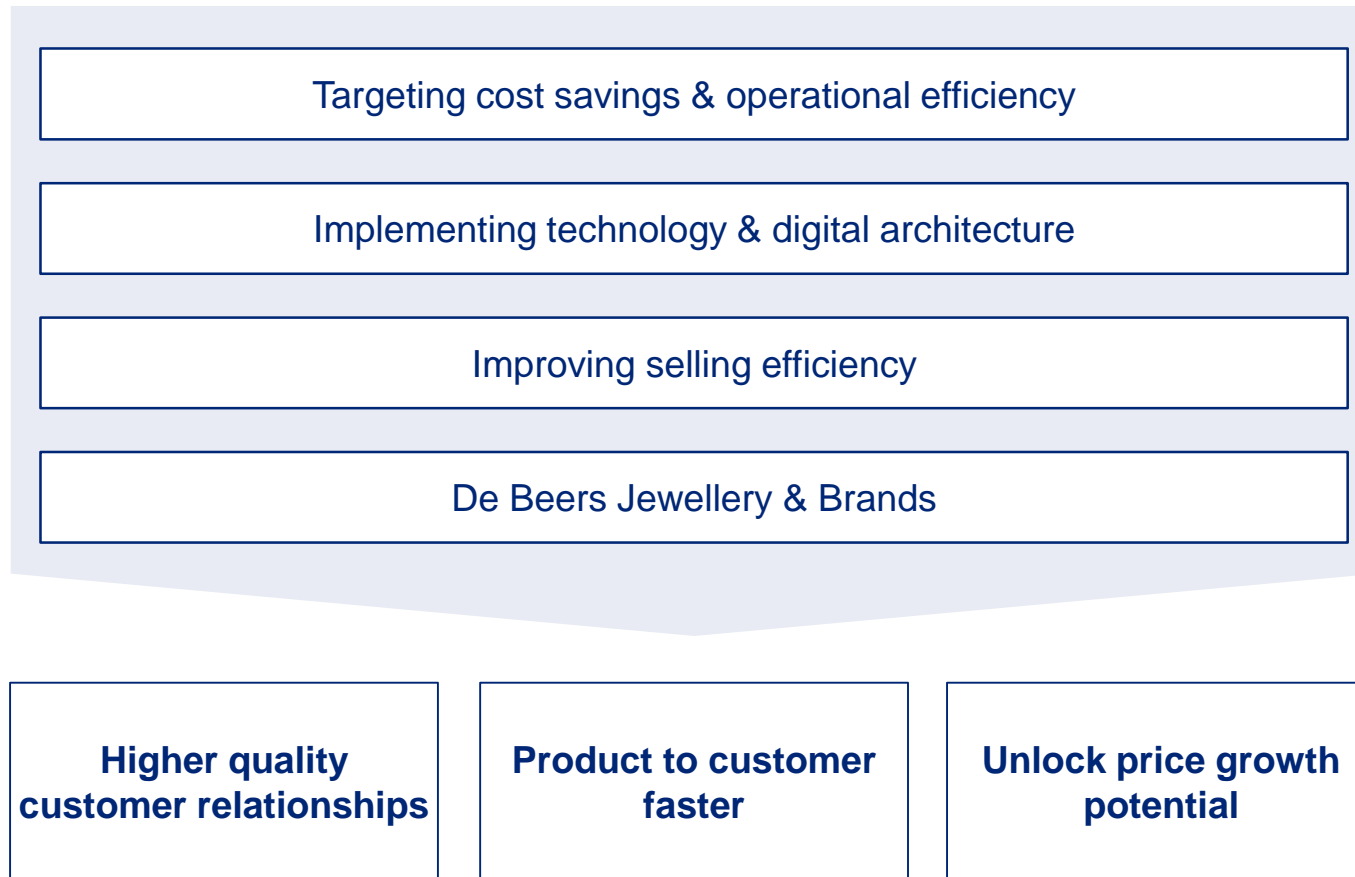 Targeting cost savings & operational efficiency
Implementing technology & digital architecture
Improving selling efficiency
De Beers Jewellery & Brands
Higher quality
customer relationships
Product to customer
faster
Unlock price growth
potential